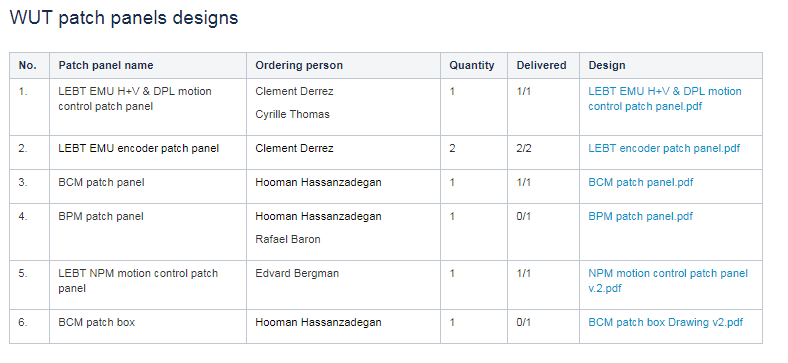 WUT patch panels designs
No. Patch panel name Ordering person Quantity Delivered Design
1. LEBT EMU H+V & DPL motion control patch panel Clement Derrez Cyrille Thomas 1 1/1 LEBT EMU H+V & DPL motion control patch panel.pdf
2. LEBT EMU encoder patch panel Clement Derrez 2 2/2 LEBT encoder patch panel.pdf
3. BCM patch panel Hooman Hassanzadegan 1 1/1 BCM patch panel.pdf
4. BPM patch panel Hooman Hassanzadegan Rafael Baron 1 0/1 BPM patch panel.pdf
5. LEBT NPM motion control patch panel Edvard Bergman 1 1/1 NPM motion control patch panel v.2.pdf
6. BCM patch box Hooman Hassanzadegan 1 0/1 BCM patch box Drawing v2.pdf